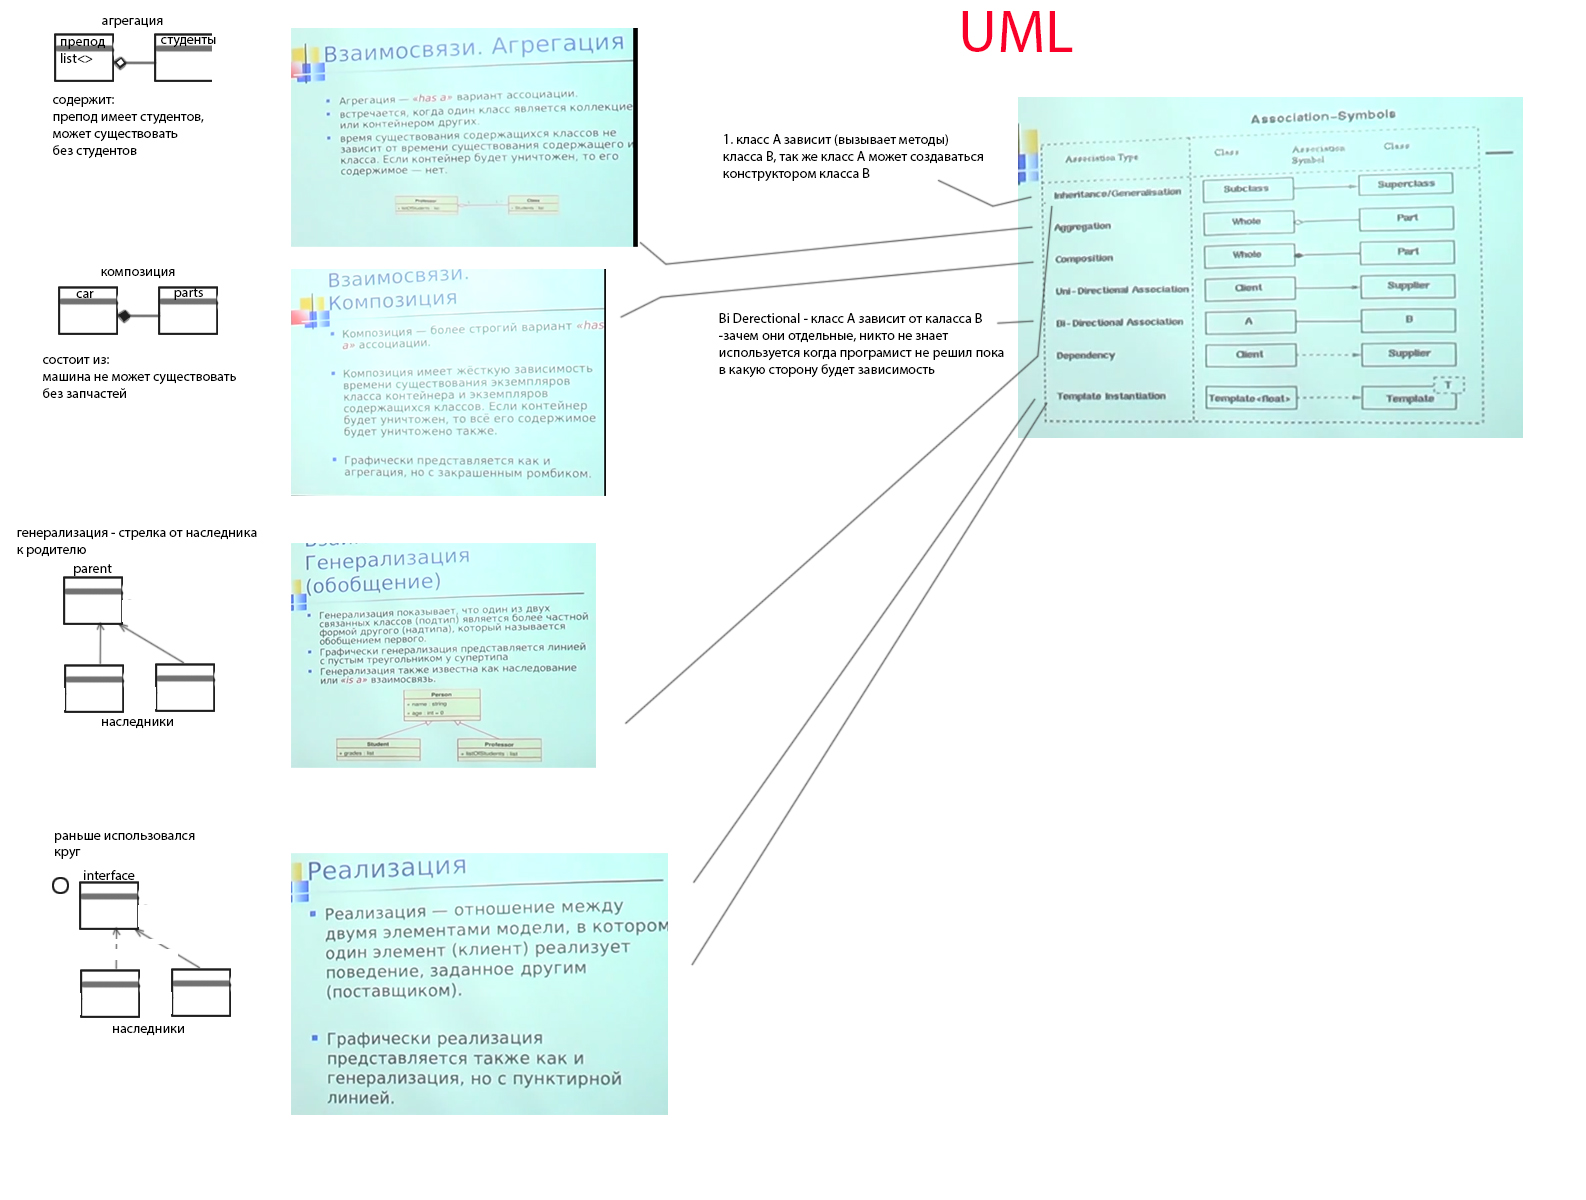 UML
агрегация
препод
list<>
студенты
содержит:
препод имеет студентов,
может существовать
без студентов
Взаимосвязи. Агрегация
Агрегация — «has a» вариант ассоциации.
встречается, когда один класс является коллекцие
или контейнером других.
время существования содержащихся классов не
зависит от времени существования содержащего и
класса. Если контейнер будет уничтожен, то его
содержимое — нет.
Professor
Class
1. класс А зависит (вызывает методы)
класса В, так же класс А может создаваться
конструктором класса В
Association-Symbols
Association Type
Class
Association
Symbol
Class
Inheritance/Generalisation
Subclass
Superclass
Aggregation
Whole
Part
Composition
Whole
Part
Uni-Directional Association
Client
Supplier
Bi-Directional Association
A
B
Dependency
Client
Supplier
Template Instantiation
Template<float>
Template
T
композиция
car
parts
состоит из:
машина не может существовать
без запчастей
Взаимосвязи.
Композиция
Композиция — более строгий вариант «has
a» ассоциации.
Композиция имеет жёсткую зависимость
времени существования экземпляров
класса контейнера и экземпляров
содержащихся классов. Если контейнер
будет уничтожен, то всё его содержимое
будет уничтожено также.
Графически представляется как и
агрегация, но с закрашенным ромбиком.
Bi Derectional - класс А зависит от каласса В
-зачем они отдельные, никто не знает
используется когда програмист не решил пока
в какую сторону будет зависимость
генерализация - стрелка от наследника
к родителю
parent
наследники
Генерализация
(обобщение)
Генерализация показывает, что один из двух
связанных классов (подтип) является более частной
формой другого (надтипа), который называется
обобщением первого.
Графически генерализация представляется линией
с пустым треугольником у супертипа
Генерализация также известна как наследование
или «is a» взаимосвязь.
Person
+ name : string
+ age : int = 0
Student
+ grades : list
Professor
+ listOfStudents : list
раньше использовался
круг
interface
наследники
Реализация
Реализация — отношение между
двумя элементами модели, в котором
один элемент (клиент) реализует
поведение, заданное другим
(поставщиком).
Графически реализация
представляется также как и
генерализация, но с пунктирной
линией.